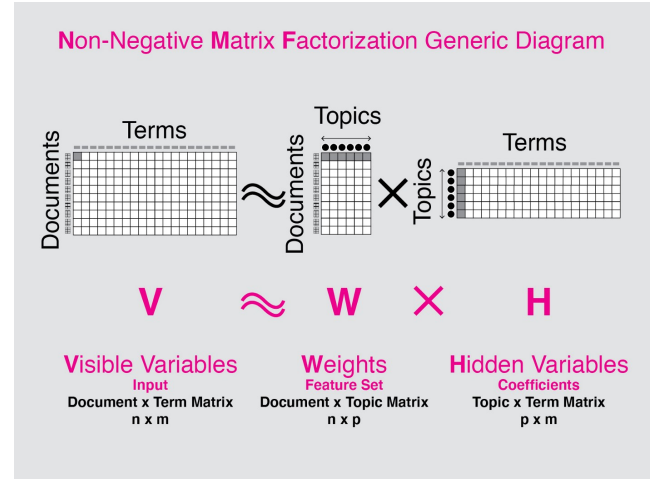 Non-Negative Matrix Factorization Generic Diagram
Topics
Terms
Terms
Documents
Documents
Topics
≈
×
V ≈ W × H
Visible Variables
Input
Document x Term Matrix
n x m
Weights
Feature Set
Document x Topic Matrix
n x p
Hidden Variables
Coefficients
Topic x Term Matrix
p x m